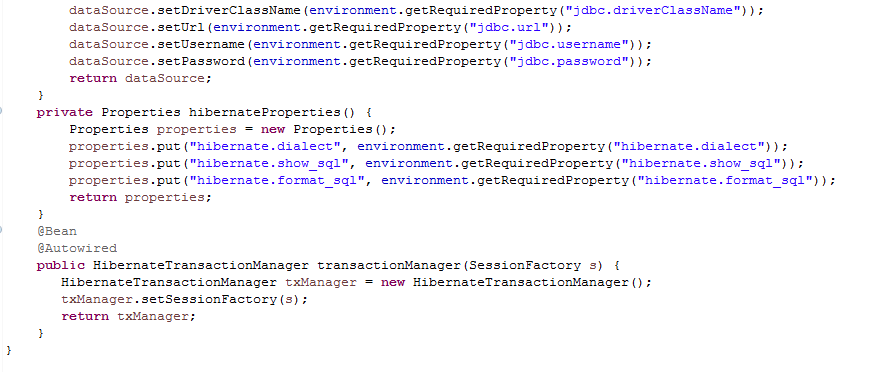 dataSource.setDriverClassName(environment.getRequiredProperty("jdbc.driverClassName"));
dataSource.setUrl(environment.getRequiredProperty("jdbc.url"));
dataSource.setUsername(environment.getRequiredProperty("jdbc.username"));
dataSource.setPassword(environment.getRequiredProperty("jdbc.password"));
return dataSource;
}
private Properties hibernateProperties() {
Properties properties = new Properties();
properties.put("hibernate.dialect", environment.getRequiredProperty("hibernate.dialect"));
properties.put("hibernate.show_sql", environment.getRequiredProperty("hibernate.show_sql"));
properties.put("hibernate.format_sql", environment.getRequiredProperty("hibernate.format_sql"));
return properties;
}
@Bean
@Autowired
public HibernateTransactionManager transactionManager(SessionFactory s) {
HibernateTransactionManager txManager = new HibernateTransactionManager();
txManager.setSessionFactory(s);
return txManager;
}
}